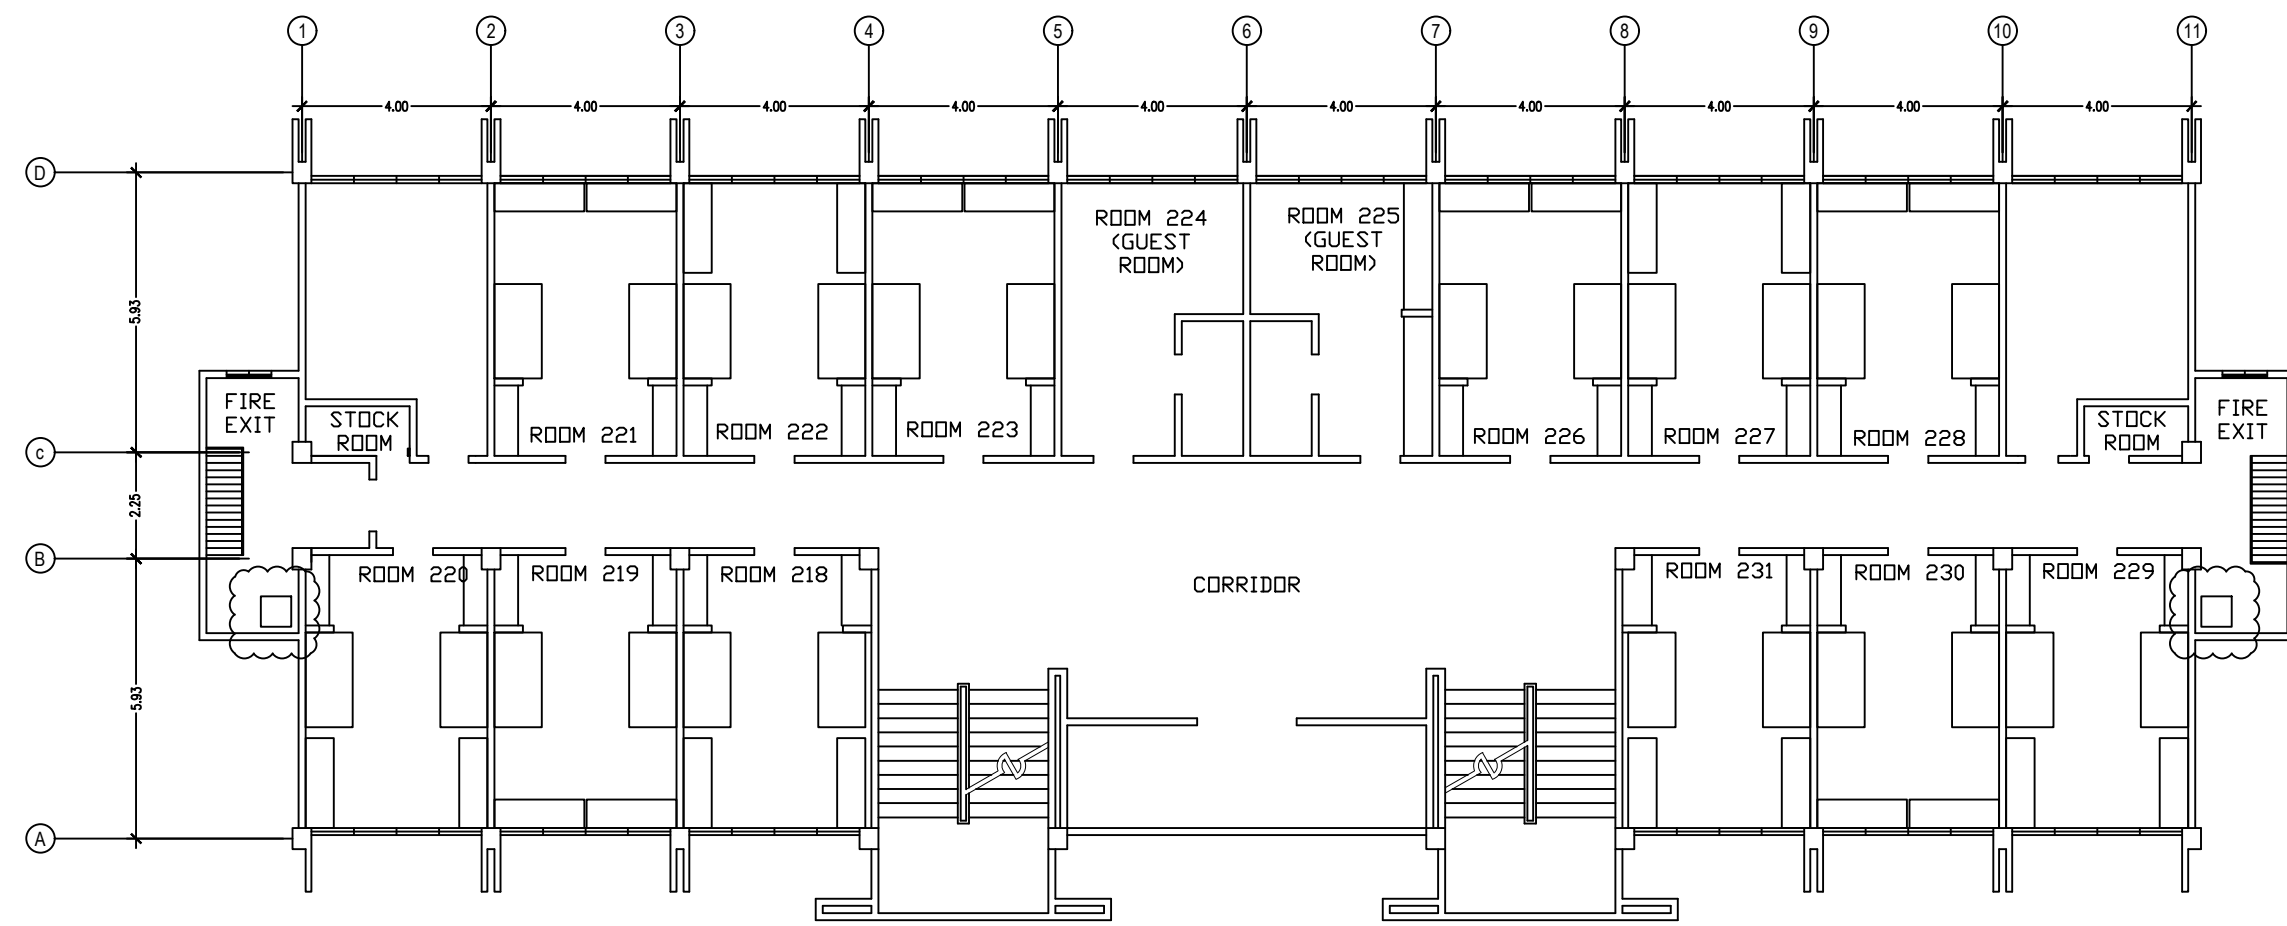 1 2 3 4 5 6 7 8 9 10 11
4.00 4.00 4.00 4.00 4.00 4.00 4.00 4.00 4.00 4.00
D
5.93
ROOM 224
(GUEST
ROOM)
ROOM 225
(GUEST
ROOM)
FIRE
EXIT
STOCK
ROOM
ROOM 221
ROOM 222
ROOM 223
ROOM 226
ROOM 227
ROOM 228
STOCK
ROOM
FIRE
EXIT
c
2.25
B
ROOM 220
ROOM 219
ROOM 218
CORRIDOR
ROOM 231
ROOM 230
ROOM 229
5.93
A